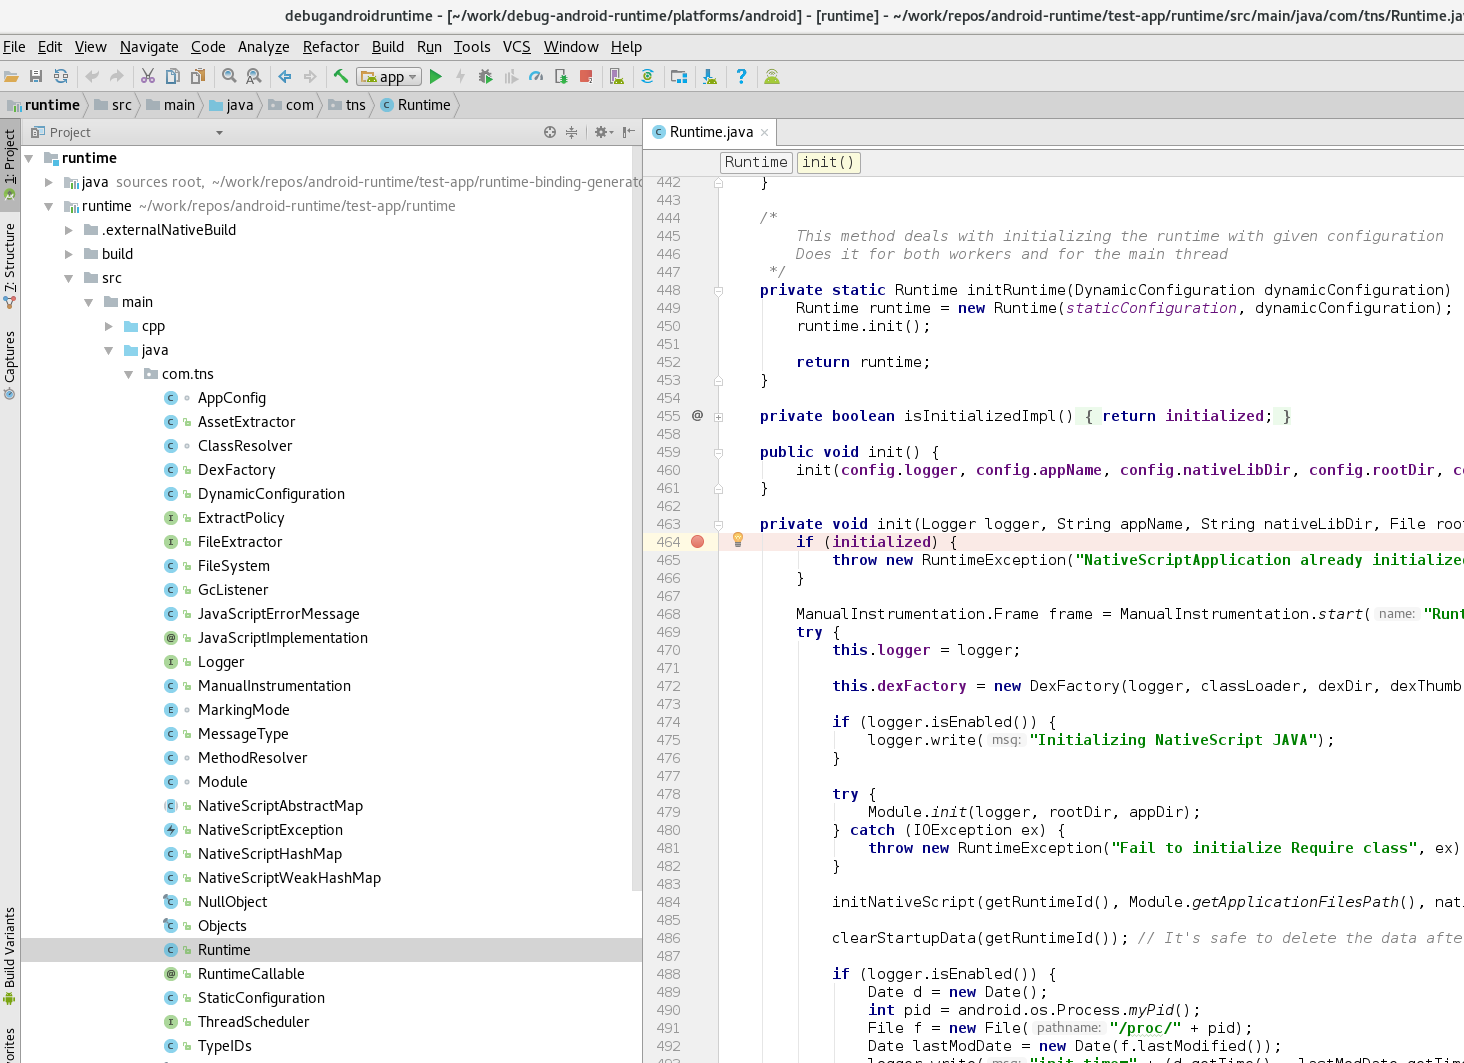 debugandroidruntime - [~/work/debug-android-runtime/platforms/android] - [runtime] - ~/work/repos/android-runtime/test-app/runtime/src/main/java/com/tns/Runtime.ja
File Edit View Navigate Code Analyze Refactor Build Run Tools VCS Window Help
app
runtime src main java com tns Runtime
1: Project
7: Structure
Captures
Build Variants
Project
runtime
java sources root, ~/work/repos/android-runtime/test-app/runtime-binding-generato
runtime ~/work/repos/android-runtime/test-app/runtime
.externalNativeBuild
build
src
main
cpp
java
com.tns
AppConfig
AssetExtractor
ClassResolver
DexFactory
DynamicConfiguration
ExtractPolicy
FileExtractor
FileSystem
GcListener
JavaScriptErrorMessage
JavaScriptImplementation
Logger
ManualInstrumentation
MarkingMode
MessageType
MethodResolver
Module
NativeScriptAbstractMap
NativeScriptException
NativeScriptHashMap
NativeScriptWeakHashMap
NullObject
Objects
Runtime
RuntimeCallable
StaticConfiguration
ThreadScheduler
TypeIDs
Runtime.java
Runtime init()
442 }
443
444 /*
445 This method deals with initializing the runtime with given configuration
446 Does it for both workers and for the main thread
447 */
448 private static Runtime initRuntime(DynamicConfiguration dynamicConfiguration)
449 Runtime runtime = new Runtime(staticConfiguration, dynamicConfiguration);
450 runtime.init();
451
452 return runtime;
453 }
454
455 @ private boolean isInitializedImpl() { return initialized; }
458
459 public void init() {
460 init(config.logger, config.appName, config.nativeLibDir, config.rootDir, co
461 }
462
463 private void init(Logger logger, String appName, String nativeLibDir, File roo
464 if (initialized) {
465 throw new RuntimeException("NativeScriptApplication already initialized
466 }
467
468 ManualInstrumentation.Frame frame = ManualInstrumentation.start( name: "Runt
469 try {
470 this.logger = logger;
471
472 this.dexFactory = new DexFactory(logger, classLoader, dexDir, dexThumb
473
474 if (logger.isEnabled()) {
475 logger.write( msg: "Initializing NativeScript JAVA");
476 }
477
478 try {
479 Module.init(logger, rootDir, appDir);
480 } catch (IOException ex) {
481 throw new RuntimeException("Fail to initialize Require class", ex)
482 }
483
484 initNativeScript(getRuntimeId(), Module.getApplicationFilesPath(), nati
485
486 clearStartupData(getRuntimeId()); // It's safe to delete the data afte
487
488 if (logger.isEnabled()) {
489 Date d = new Date();
490 int pid = android.os.Process.myPid();
491 File f = new File( pathname: "/proc/" + pid);
492 Date lastModDate = new Date(f.lastModified());